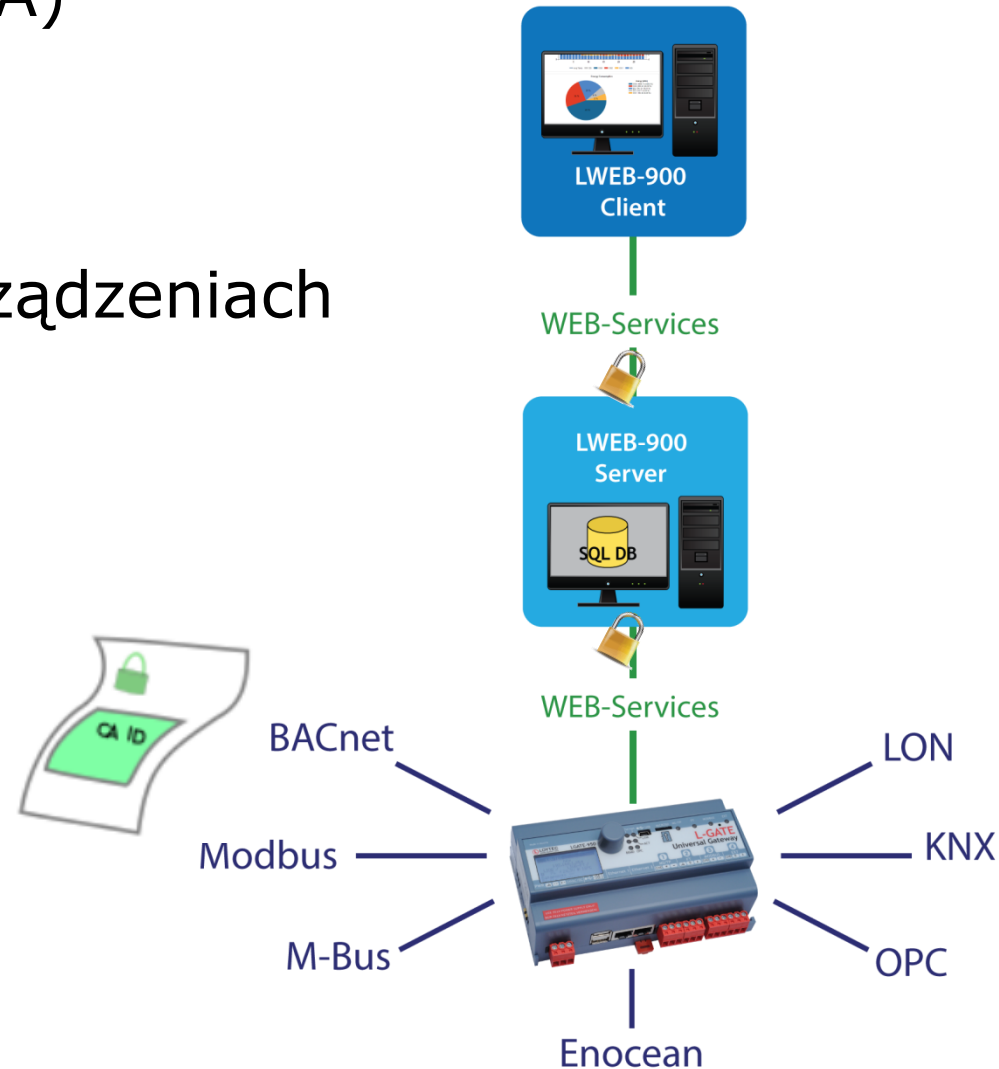 A)
LWEB-900
Client
ządzeniach
WEB-Services
LWEB-900
Server
SQL DB
WEB-Services
CA ID
BACnet
LON
L-GATE
Universal Gateway
Modbus
KNX
M-Bus
OPC
Enocean